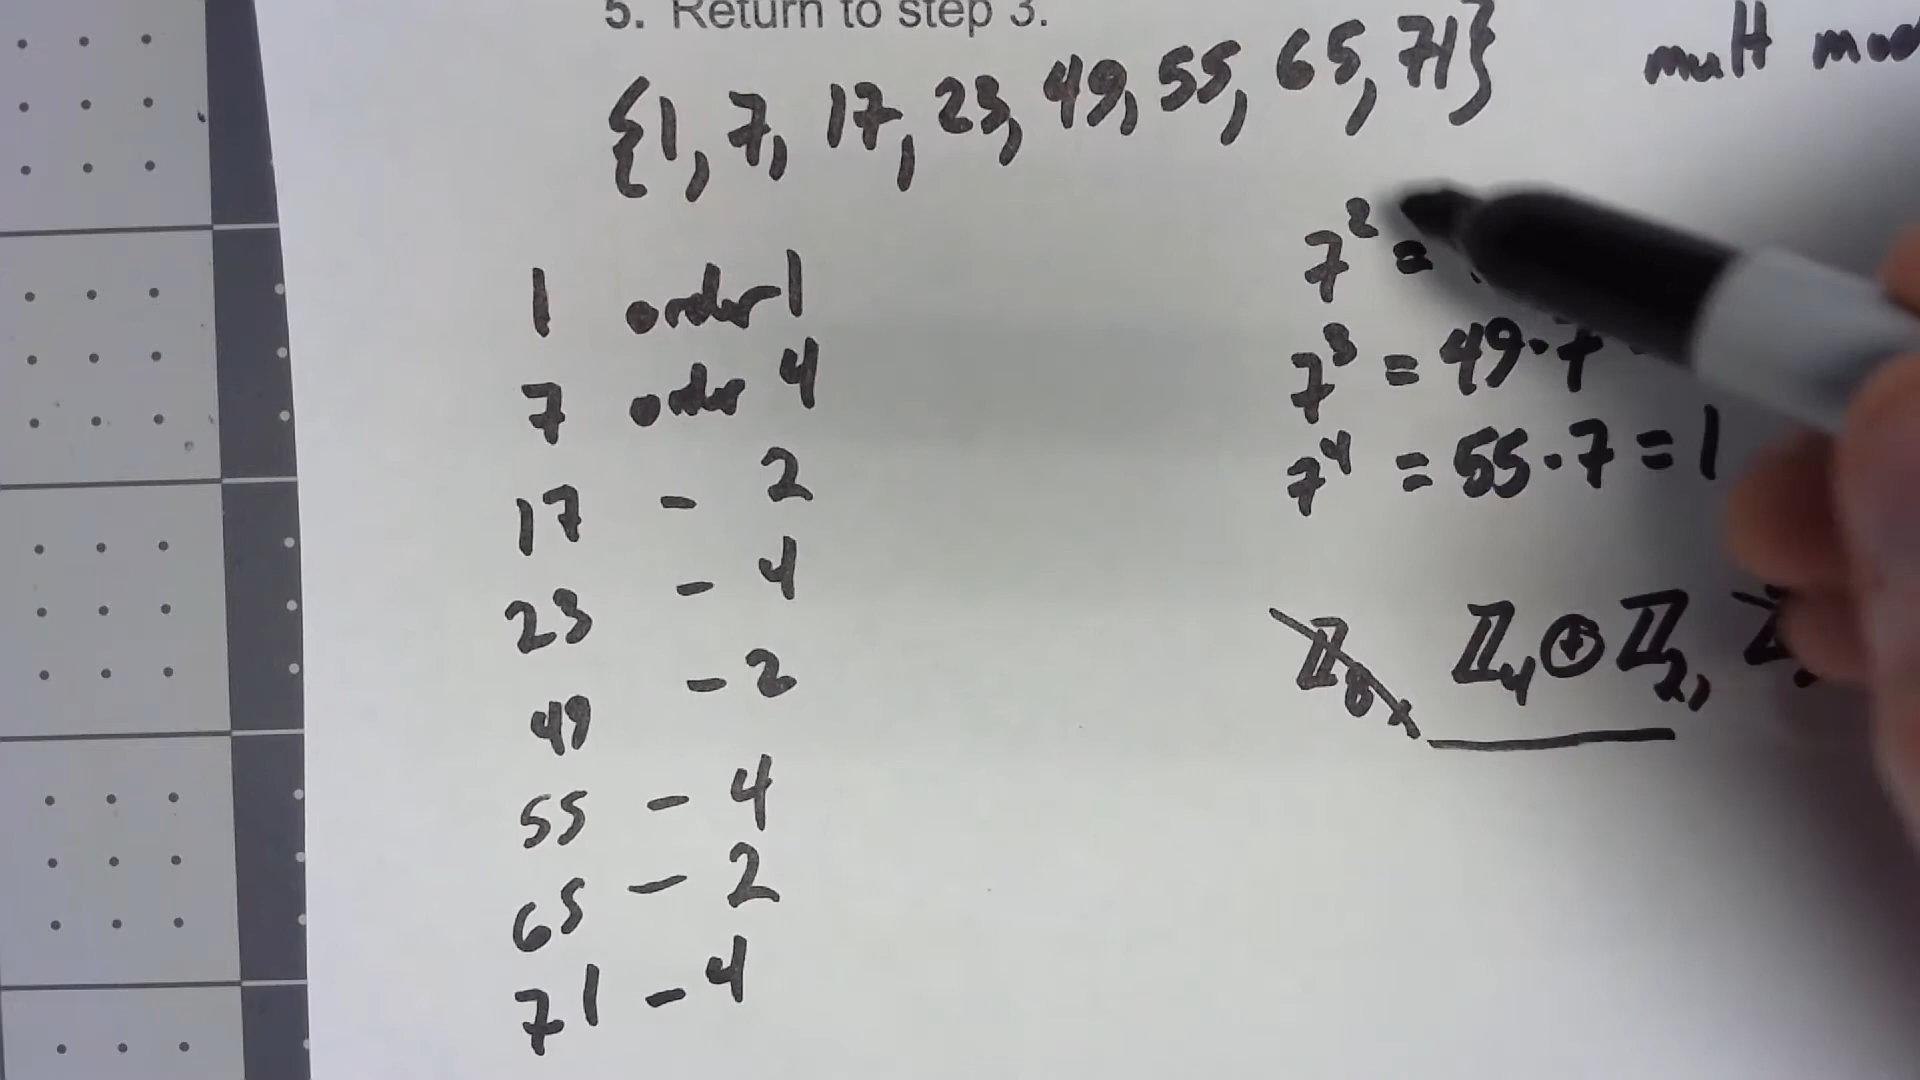 5. Return to step 3.
{1, 7, 17, 23, 49, 55, 65, 71} mult mod
1 order 1
7 order 4
17 - 2
23 - 4
49 - 2
55 - 4
65 - 2
71 - 4
7² =
7³ = 49·7
7⁴ = 55·7 = 1
ℤ₈, ℤ₄⊕ℤ₂,